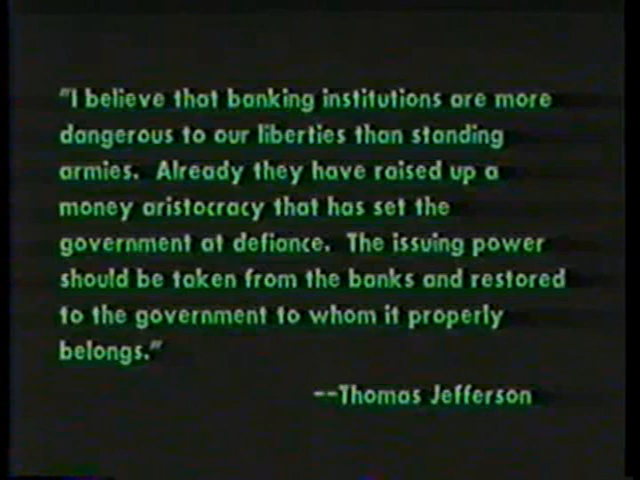 "I believe that banking institutions are more
dangerous to our liberties than standing
armies.  Already they have raised up a
money aristocracy that has set the
government at defiance.  The issuing power
should be taken from the banks and restored
to the government to whom it properly
belongs."
--Thomas Jefferson